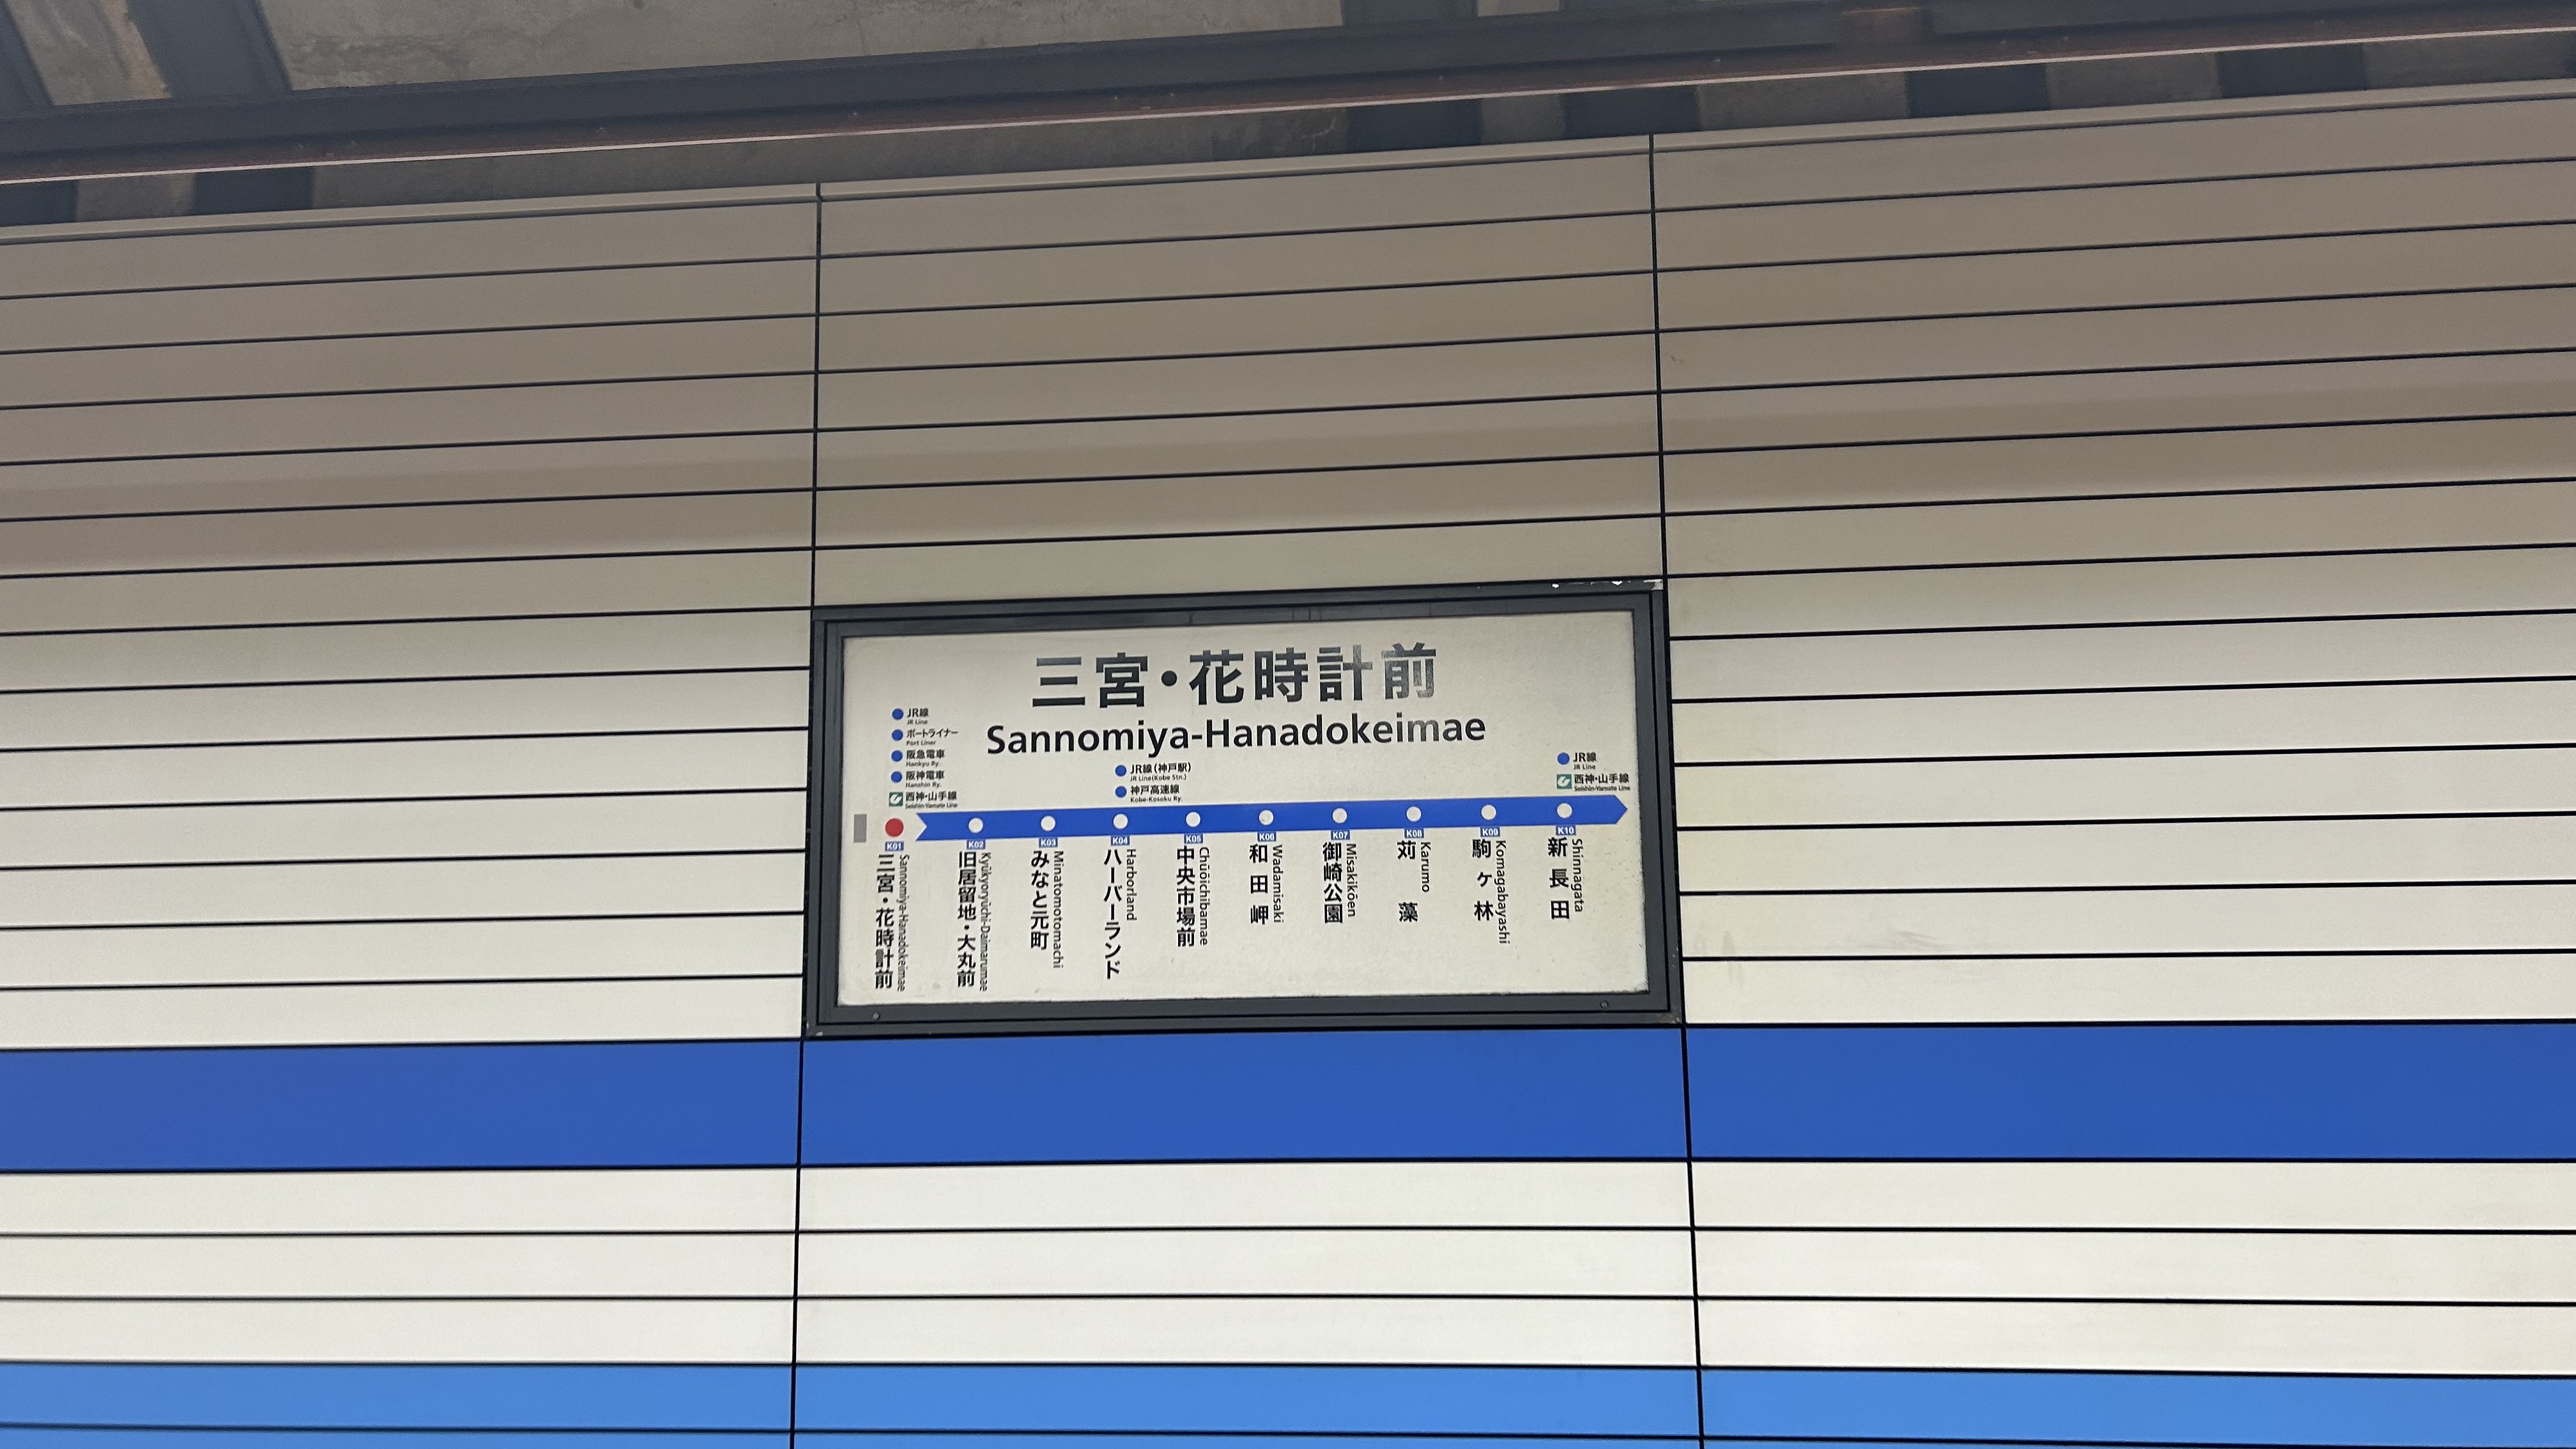 三宮・花時計前
Sannomiya-Hanadokeimae
JR線
JR Line
ポートライナー
Port Liner
阪急電車
Hankyu Ry.
阪神電車
Hanshin Ry.
西神・山手線
Seishin-Yamate Line
JR線(神戸駅)
JR Line(Kobe Stn.)
神戸高速線
Kobe-Kosoku Ry.
JR線
JR Line
西神・山手線
Seishin-Yamate Line
K01
三宮・花時計前
Sannomiya-Hanadokeimae
K02
旧居留地・大丸前
Kyūkyoryūchi-Daimarumae
K03
みなと元町
Minatomotomachi
K04
ハーバーランド
Harborland
K05
中央市場前
Chūōichibamae
K06
和田岬
Wadamisaki
K07
御崎公園
Misakikōen
K08
苅藻
Karumo
K09
駒ヶ林
Komagabayashi
K10
新長田
Shinnagata